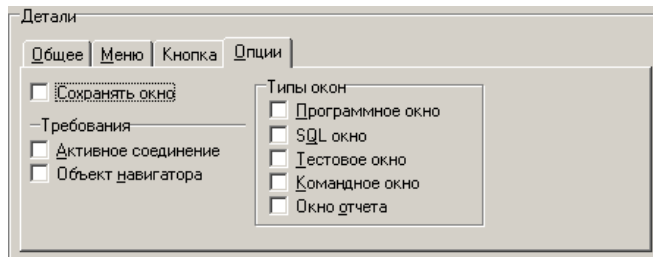 Детали
Общее Меню Кнопка Опции
Сохранять окно
Требования
Активное соединение
Объект навигатора
Типы окон
Программное окно
SQL окно
Тестовое окно
Командное окно
Окно отчета